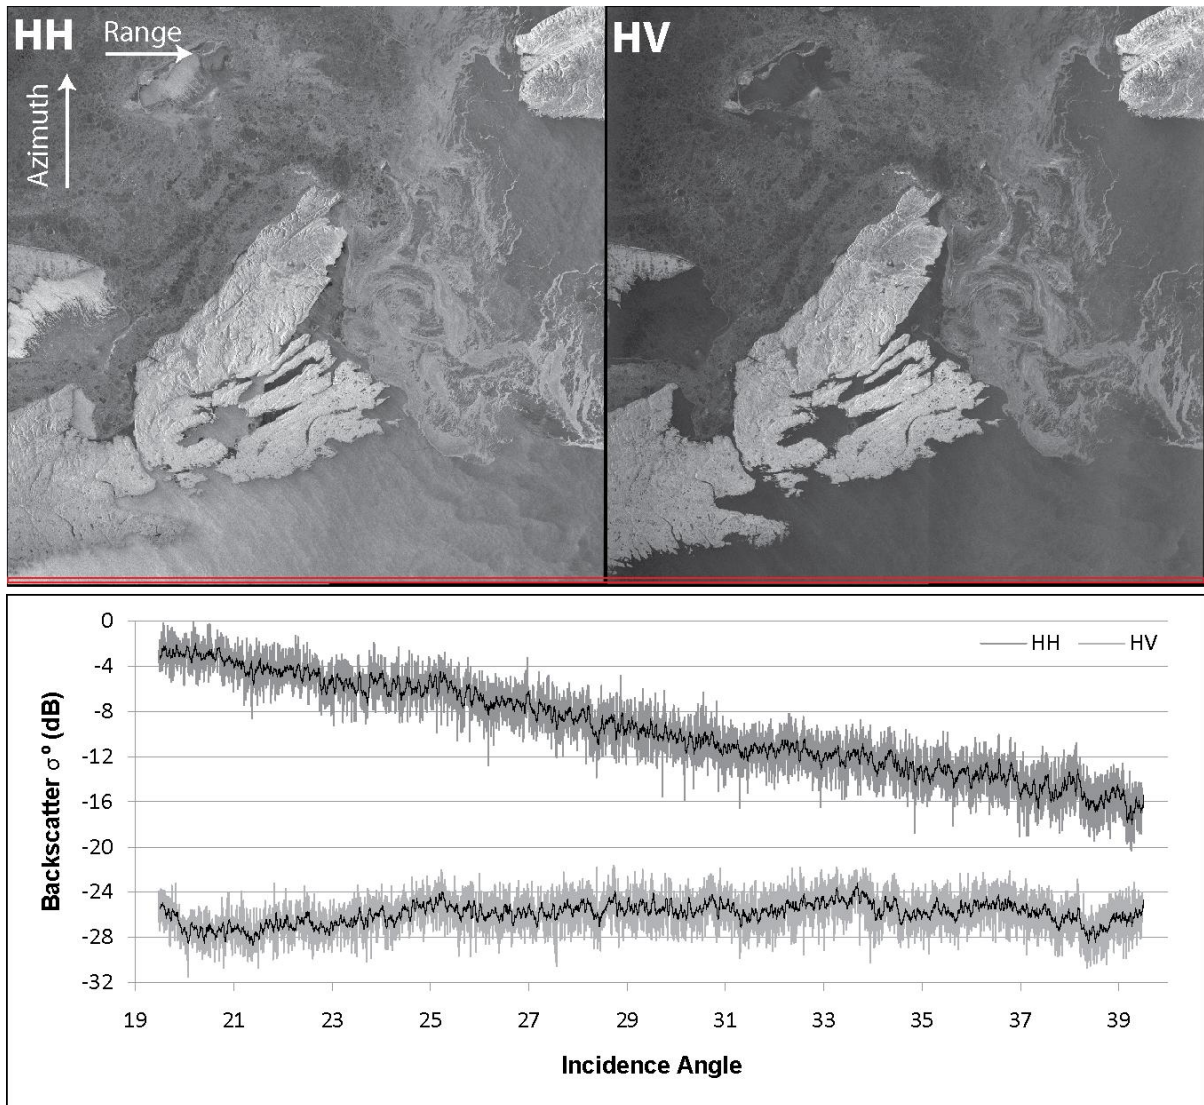 HH
Range
Azimuth
HV
0
-4
-8
-12
-16
-20
-24
-28
-32
Backscatter σº (dB)
HH
HV
19
21
23
25
27
29
31
33
35
37
39
Incidence Angle